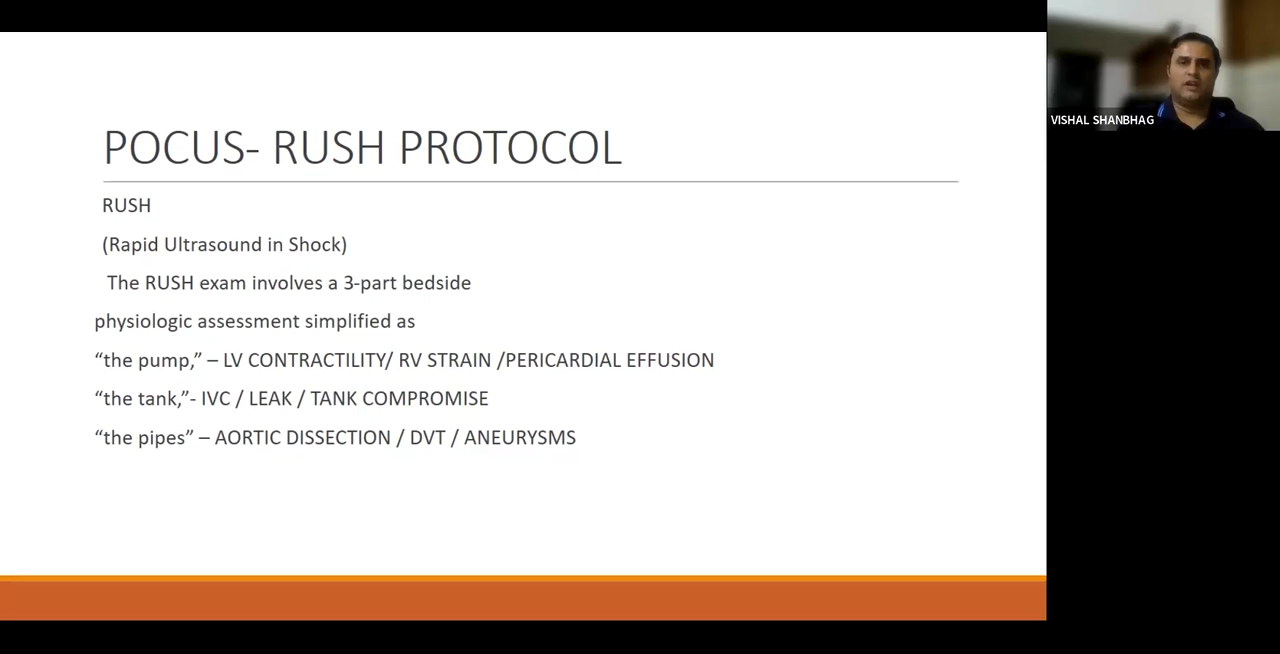 POCUS- RUSH PROTOCOL
RUSH
(Rapid Ultrasound in Shock)
The RUSH exam involves a 3-part bedside
physiologic assessment simplified as
“the pump,” – LV CONTRACTILITY/ RV STRAIN /PERICARDIAL EFFUSION
“the tank,”- IVC / LEAK / TANK COMPROMISE
“the pipes” – AORTIC DISSECTION / DVT / ANEURYSMS
VISHAL SHANBHAG